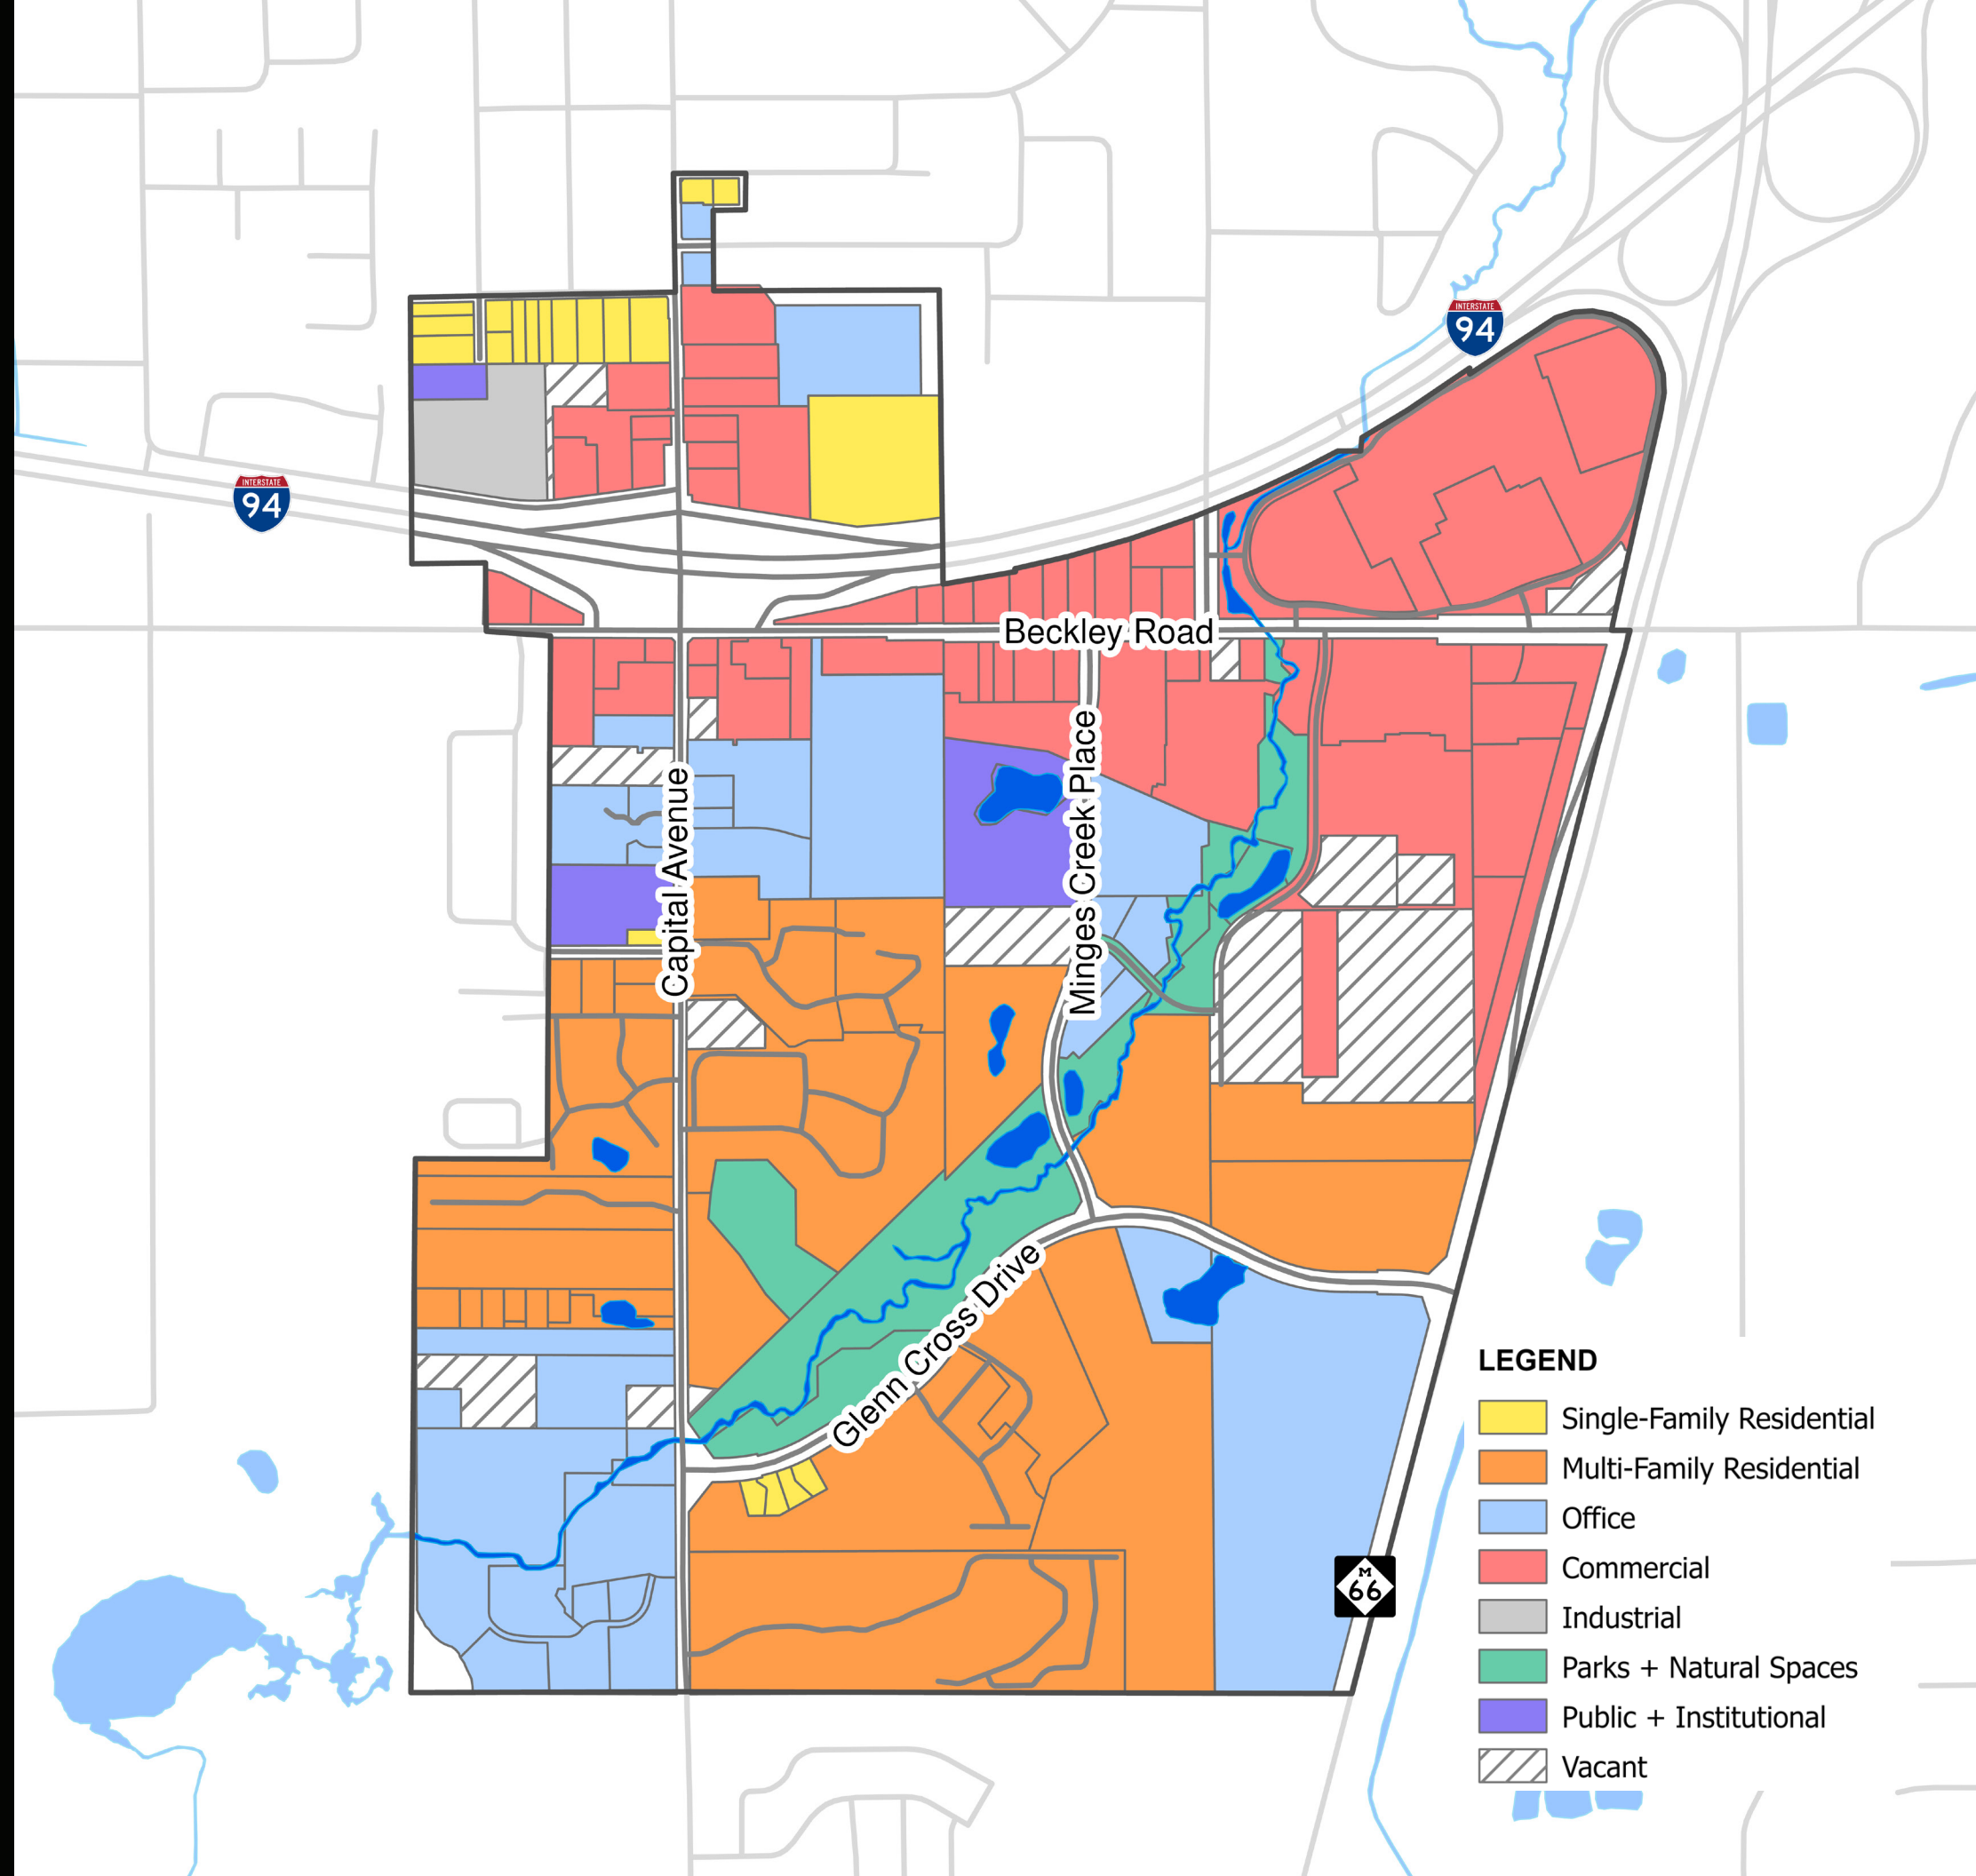 INTERSTATE
94
INTERSTATE
94
Beckley Road
Capital Avenue
Minges Creek Place
Glenn Cross Drive
M
66
LEGEND
Single-Family Residential
Multi-Family Residential
Office
Commercial
Industrial
Parks + Natural Spaces
Public + Institutional
Vacant